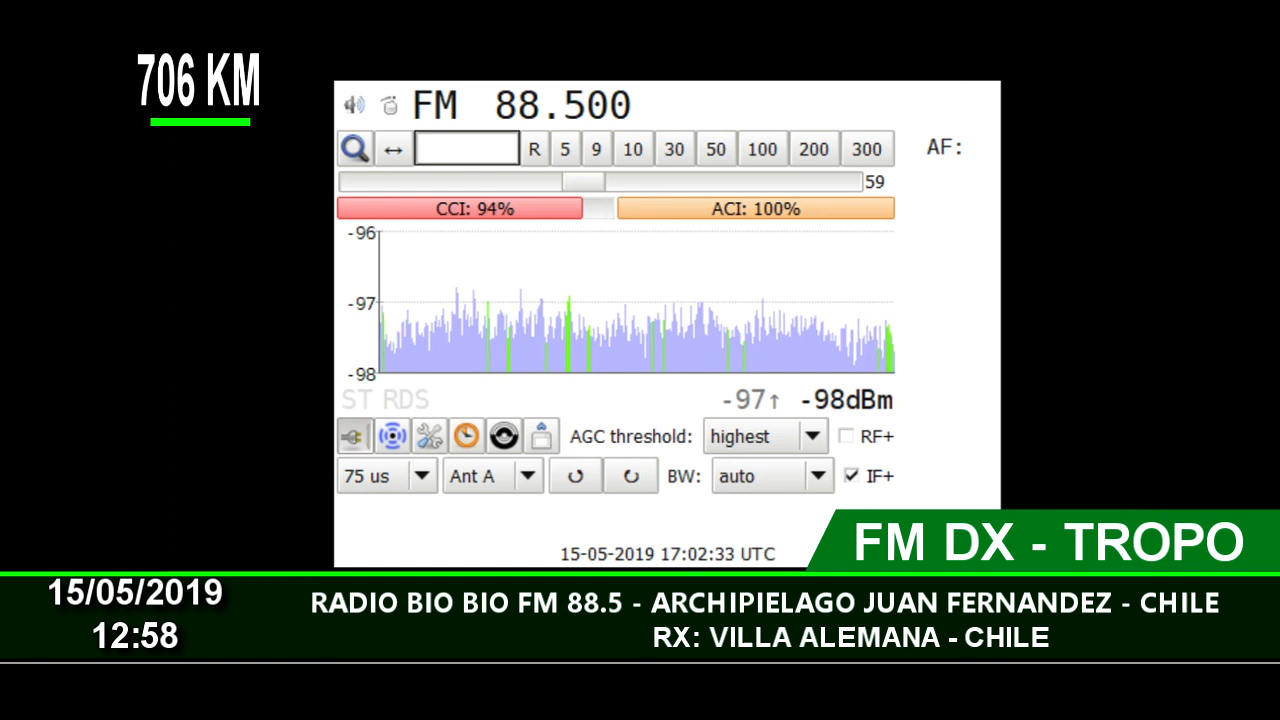 706 KM
FM 88.500
R 5 9 10 30 50 100 200 300
AF:
59
CCI: 94% ACI: 100%
-96
-97
-98
ST RDS -97↑ -98dBm
AGC threshold: highest RF+
75 us Ant A BW: auto IF+
15-05-2019 17:02:33 UTC
FM DX - TROPO
15/05/2019
12:58
RADIO BIO BIO FM 88.5 - ARCHIPIELAGO JUAN FERNANDEZ - CHILE
RX: VILLA ALEMANA - CHILE